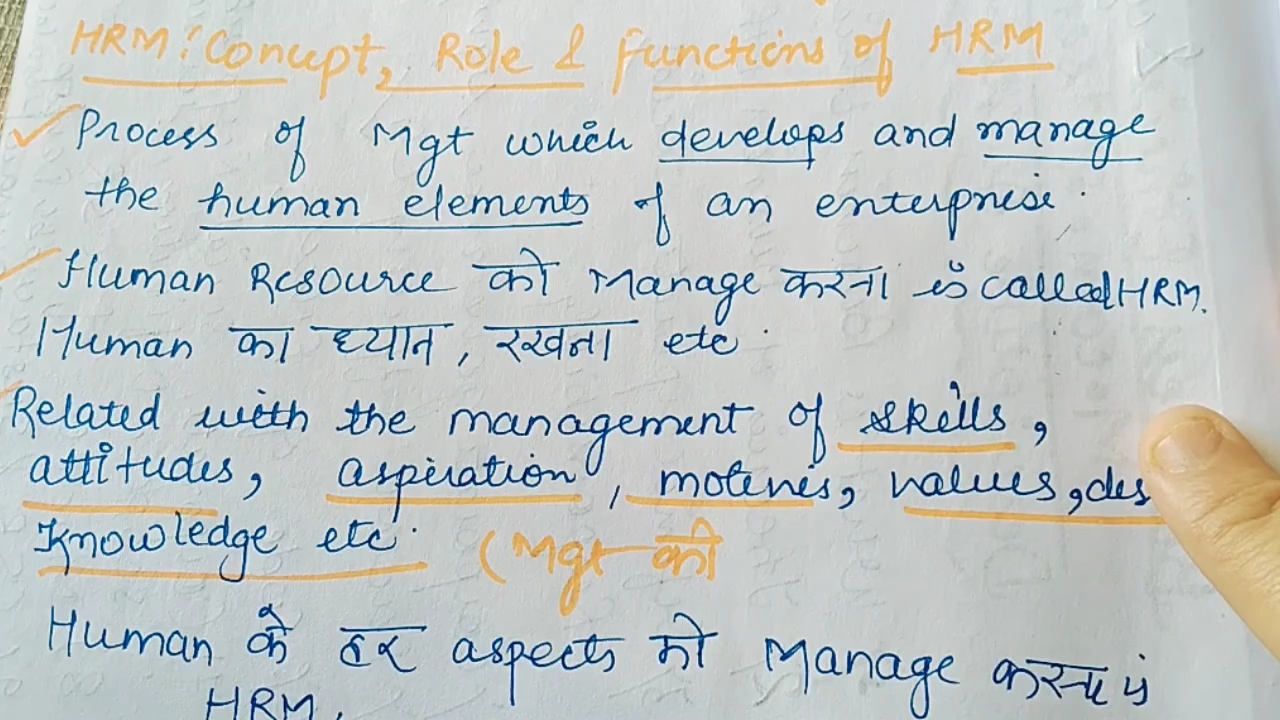 HRM: Concept, Role & functions of HRM
Process of Mgt which develops and manage
the human elements of an enterprise.
Human Resource को Manage करना is called HRM.
Human का ध्यान, रखना etc.
Related with the management of skills,
attitudes, aspiration, motives, values, des
Knowledge etc. (Mgt की
Human के हर aspects को Manage करना is
HRM.